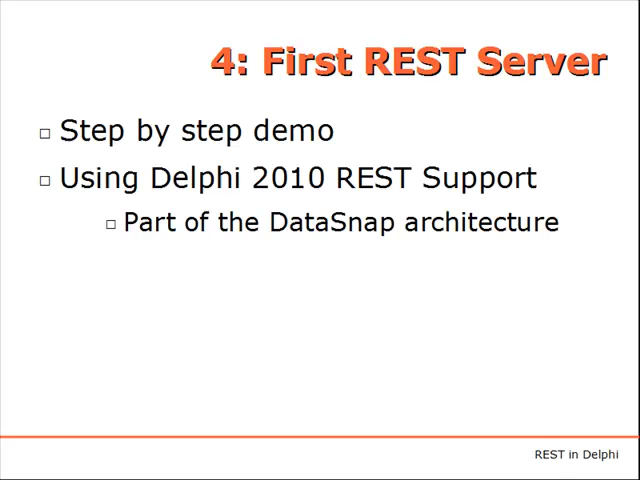 4: First REST Server
Step by step demo
Using Delphi 2010 REST Support
Part of the DataSnap architecture
REST in Delphi